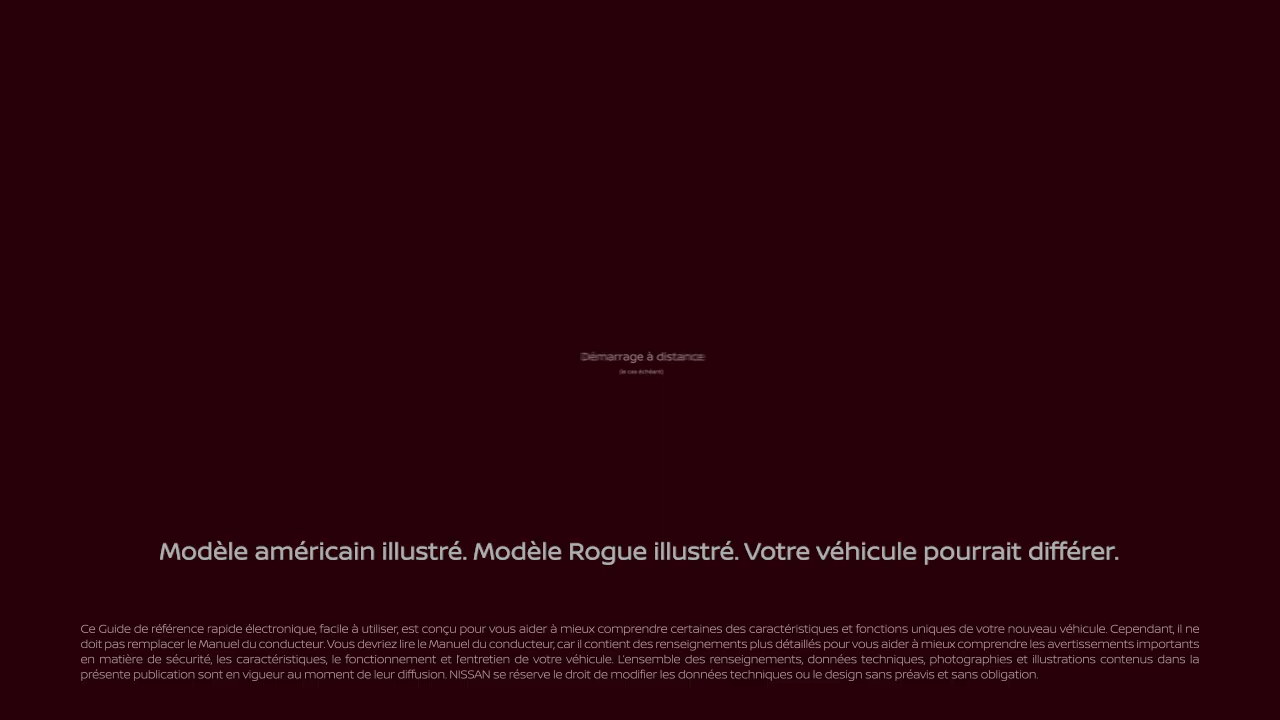 Démarrage à distance
(le cas échéant)
Modèle américain illustré. Modèle Rogue illustré. Votre véhicule pourrait différer.
Ce Guide de référence rapide électronique, facile à utiliser, est conçu pour vous aider à mieux comprendre certaines des caractéristiques et fonctions uniques de votre nouveau véhicule. Cependant, il ne
doit pas remplacer le Manuel du conducteur. Vous devriez lire le Manuel du conducteur, car il contient des renseignements plus détaillés pour vous aider à mieux comprendre les avertissements importants
en matière de sécurité, les caractéristiques, le fonctionnement et l'entretien de votre véhicule. L'ensemble des renseignements, données techniques, photographies et illustrations contenus dans la
présente publication sont en vigueur au moment de leur diffusion. NISSAN se réserve le droit de modifier les données techniques ou le design sans préavis et sans obligation.